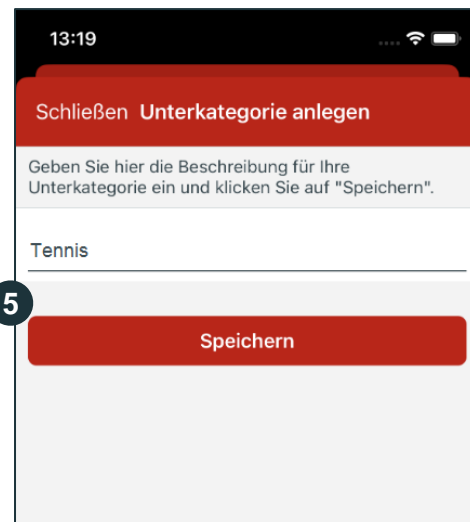 13:19
Schließen Unterkategorie anlegen
Geben Sie hier die Beschreibung für Ihre
Unterkategorie ein und klicken Sie auf "Speichern".
Tennis
5
Speichern